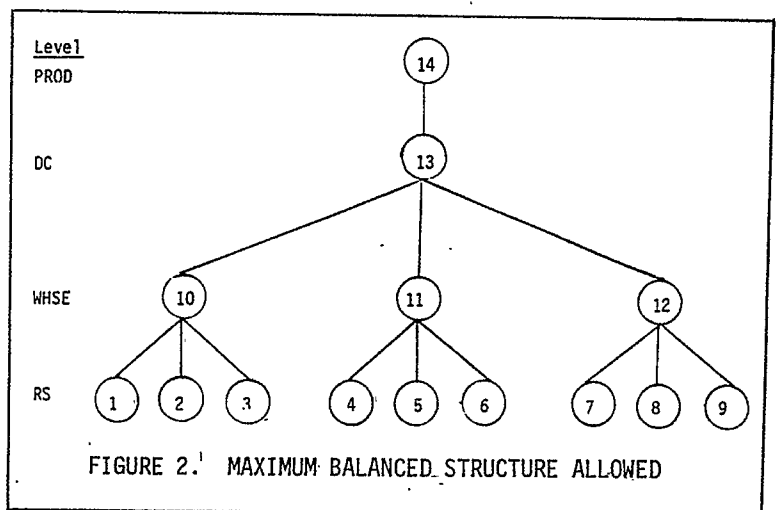 Level
PROD
14
DC
13
WHSE
10
11
12
RS
1
2
3
4
5
6
7
8
9
FIGURE 2. MAXIMUM BALANCED STRUCTURE ALLOWED